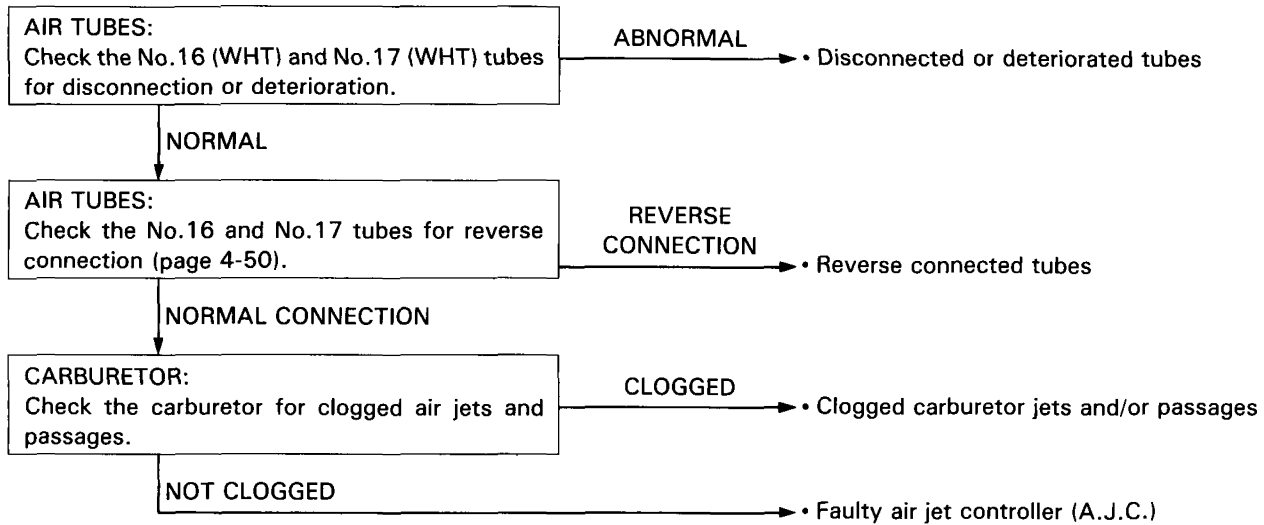 AIR TUBES:
Check the No.16 (WHT) and No.17 (WHT) tubes
for disconnection or deterioration.
ABNORMAL
• Disconnected or deteriorated tubes
NORMAL
AIR TUBES:
Check the No.16 and No.17 tubes for reverse
connection (page 4-50).
REVERSE
CONNECTION
• Reverse connected tubes
NORMAL CONNECTION
CARBURETOR:
Check the carburetor for clogged air jets and
passages.
CLOGGED
• Clogged carburetor jets and/or passages
NOT CLOGGED
• Faulty air jet controller (A.J.C.)